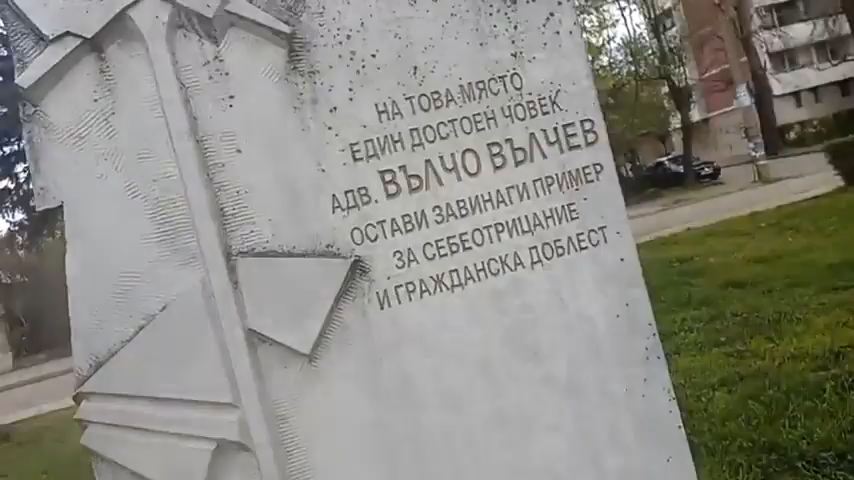 НА ТОВА МЯСТО
ЕДИН ДОСТОЕН ЧОВЕК
АДВ. ВЪЛЧО ВЪЛЧЕВ
ОСТАВИ ЗАВИНАГИ ПРИМЕР
ЗА СЕБЕОТРИЦАНИЕ
И ГРАЖДАНСКА ДОБЛЕСТ